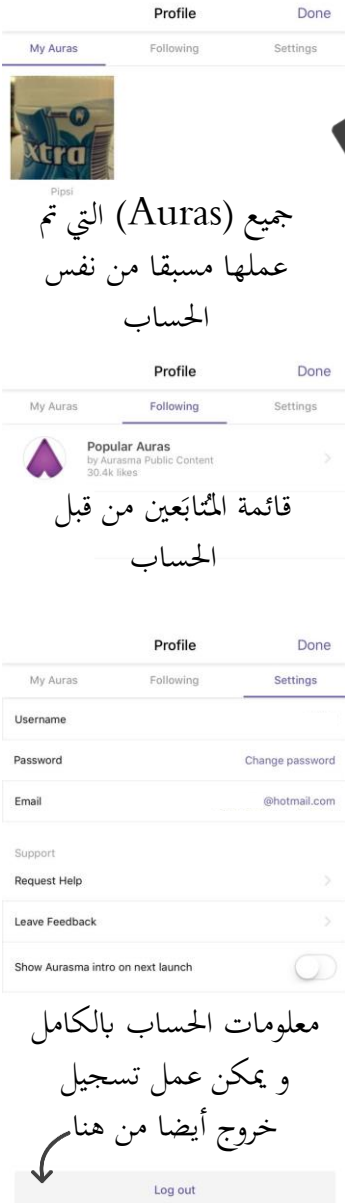 Profile Done
My Auras Following Settings
xtra
Pipsi
جميع (Auras) التي تم
عملها مسبقا من نفس
الحساب
Profile Done
My Auras Following Settings
Popular Auras
by Aurasma Public Content
30.4k likes
قائمة المُتابَعين من قبل
الحساب
Profile Done
My Auras Following Settings
Username
Password Change password
Email @hotmail.com
Support
Request Help
Leave Feedback
Show Aurasma intro on next launch
معلومات الحساب بالكامل
و يمكن عمل تسجيل
خروج أيضا من هنا
Log out